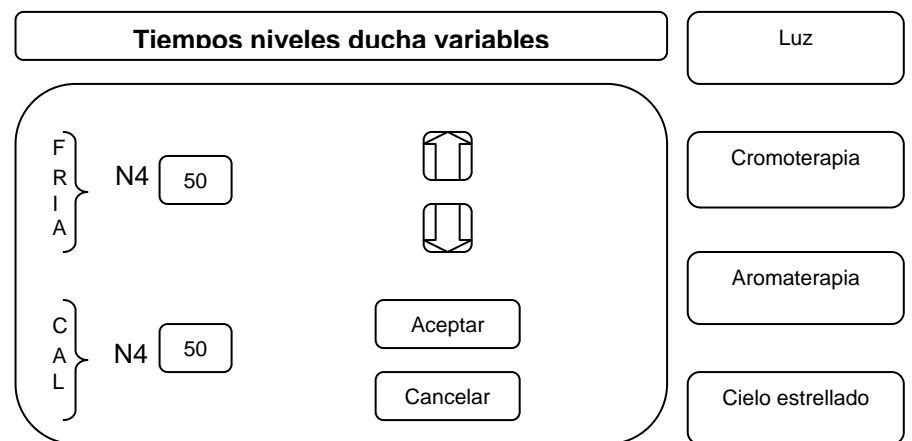 Tiempos niveles ducha variables
Luz
F
R
I
A
N4 50
Cromoterapia
Aromaterapia
C
A
L
N4 50
Aceptar
Cancelar
Cielo estrellado